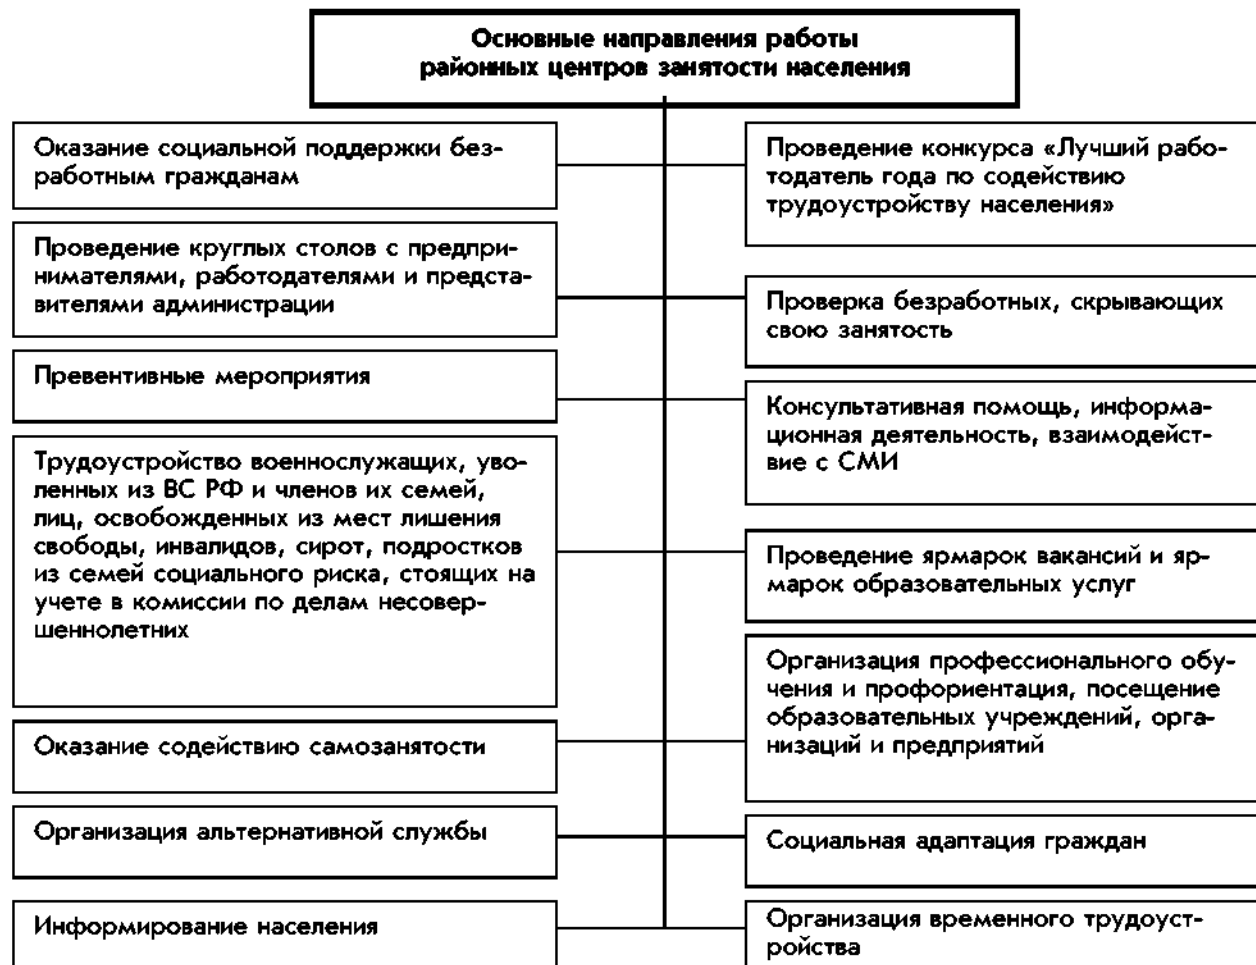 Основные направления работы
районных центров занятости населения
Оказание социальной поддержки без-
работным гражданам
Проведение круглых столов с предпри-
нимателями, работодателями и предста-
вителями администрации
Превентивные мероприятия
Трудоустройство военнослужащих, уво-
ленных из ВС РФ и членов их семей,
лиц, освобожденных из мест лишения
свободы, инвалидов, сирот, подростков
из семей социального риска, стоящих на
учете в комиссии по делам несовер-
шеннолетних
Оказание содействию самозанятости
Организация альтернативной службы
Информирование населения
Проведение конкурса «Лучший рабо-
тодатель года по содействию
трудоустройству населения»
Проверка безработных, скрывающих
свою занятость
Консультативная помощь, информа-
ционная деятельность, взаимодейст-
вие с СМИ
Проведение ярмарок вакансий и яр-
марок образовательных услуг
Организация профессионального обу-
чения и профориентация, посещение
образовательных учреждений, орга-
низаций и предприятий
Социальная адаптация граждан
Организация временного трудоуст-
ройства